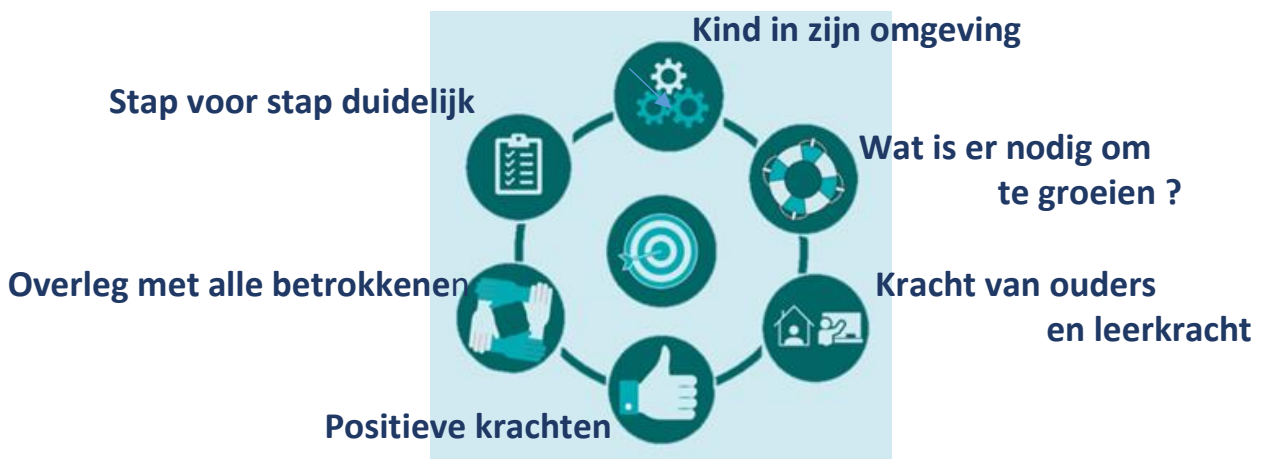 Kind in zijn omgeving
Stap voor stap duidelijk
Wat is er nodig om
te groeien ?
Overleg met alle betrokkenen
Kracht van ouders
en leerkracht
Positieve krachten